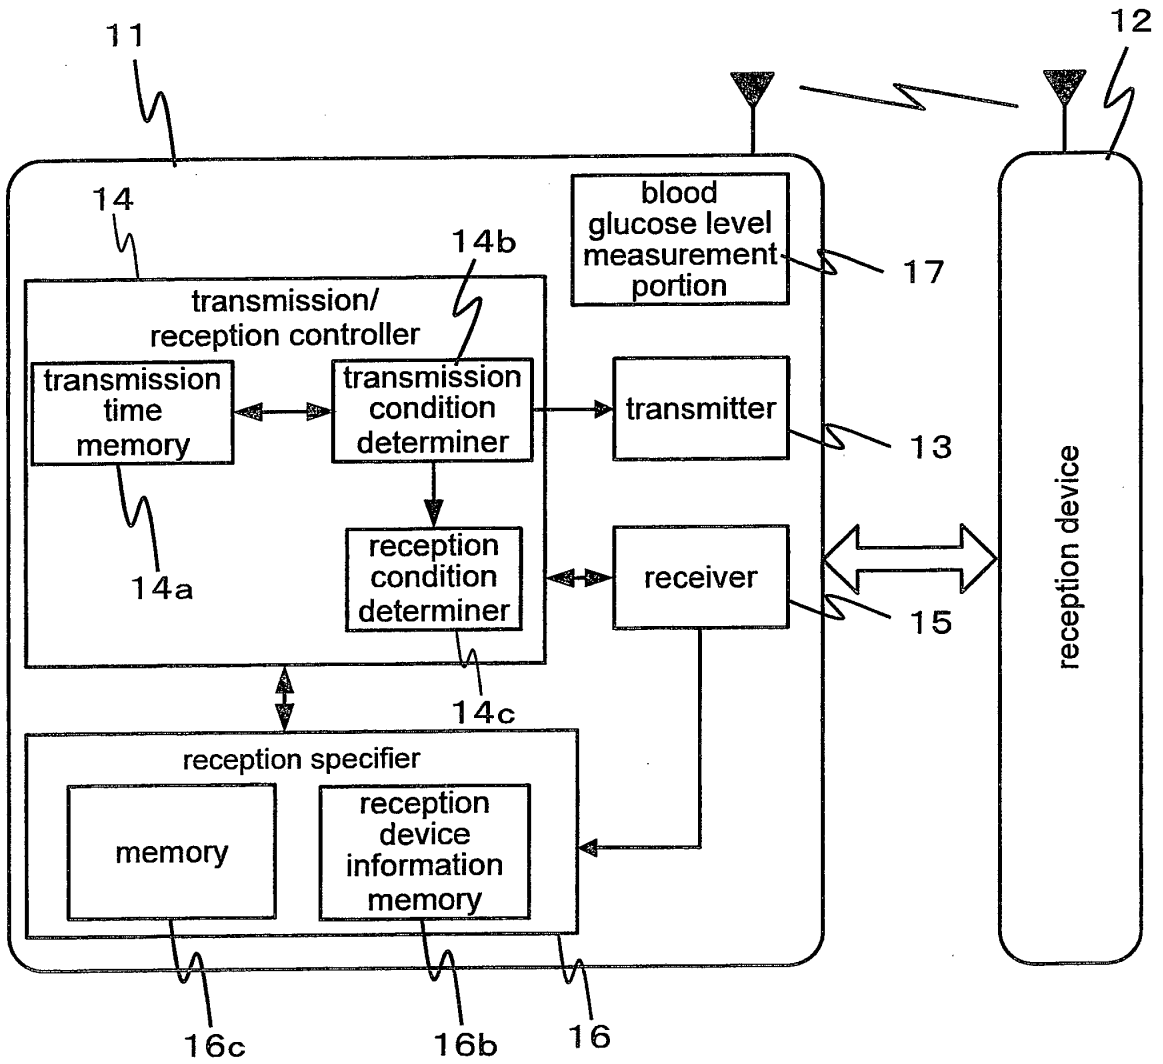 11
12
14
14b
blood
glucose level
measurement
portion
17
transmission/
reception controller
transmission
time
memory
transmission
condition
determiner
transmitter
13
14a
reception
condition
determiner
receiver
15
reception device
14c
reception specifier
memory
reception
device
information
memory
16c
16b
16